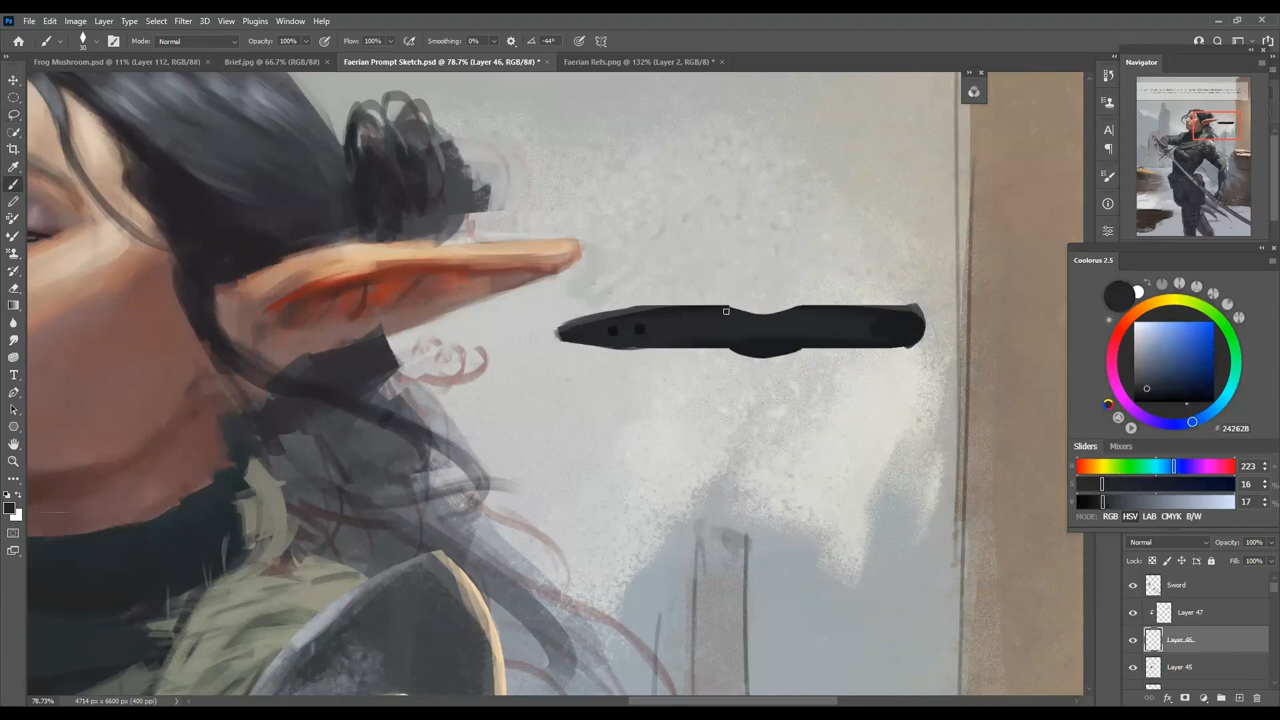 Ps File Edit Image Layer Type Select Filter 3D View Plugins Window Help
30 Mode: Normal Opacity: 100% Flow: 100% Smoothing: 0% -44°
Frog Mushroom.psd @ 11% (Layer 112, RGB/8#) × Brief.jpg @ 66.7% (RGB/8#) × Faerian Prompt Sketch.psd @ 78.7% (Layer 46, RGB/8#) * × Faerian Refs.png @ 132% (Layer 2, RGB/8) * ×
Navigator
Coolorus 2.5
# 24262B
Sliders Mixers
H 223
S 16 %
V 17 %
MODE: RGB HSV LAB CMYK B/W
Normal Opacity: 100%
Lock: Fill: 100%
Sword
Layer 47
Layer 46
Layer 45
78.73% 4714 px x 6600 px (400 ppi)